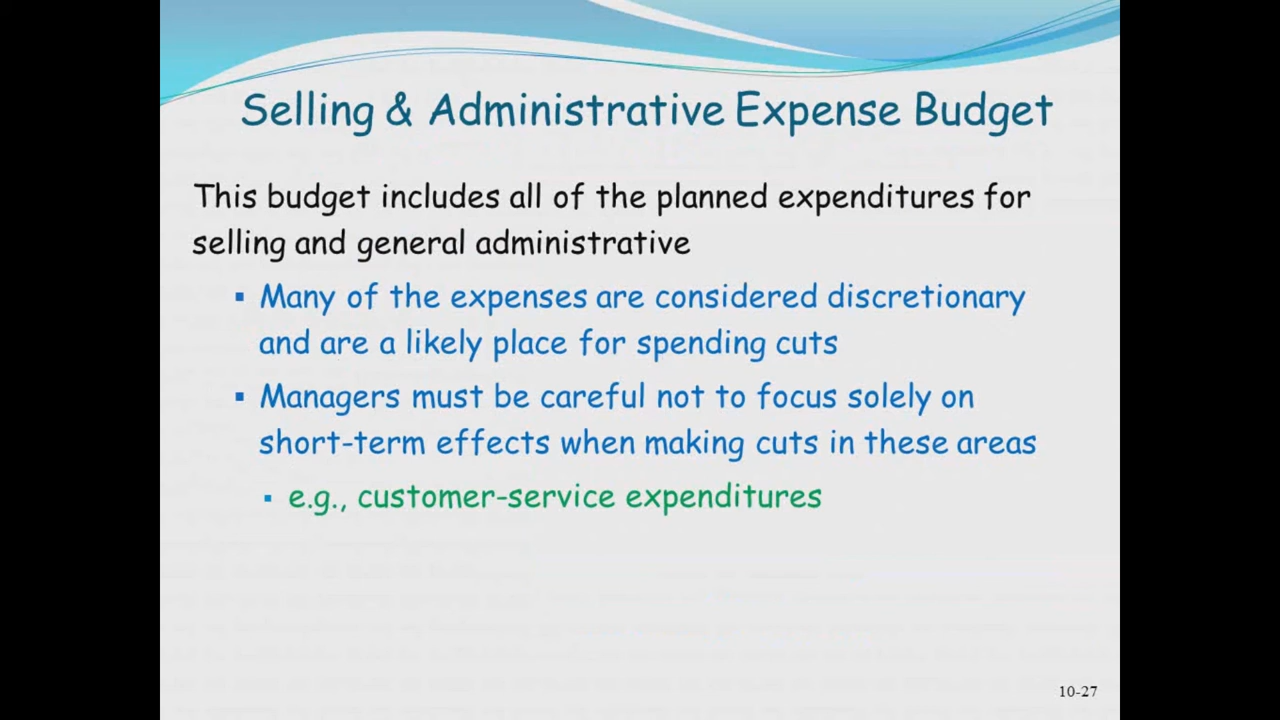 Selling & Administrative Expense Budget
This budget includes all of the planned expenditures for
selling and general administrative
▪ Many of the expenses are considered discretionary
and are a likely place for spending cuts
▪ Managers must be careful not to focus solely on
short-term effects when making cuts in these areas
▪ e.g., customer-service expenditures
10-27